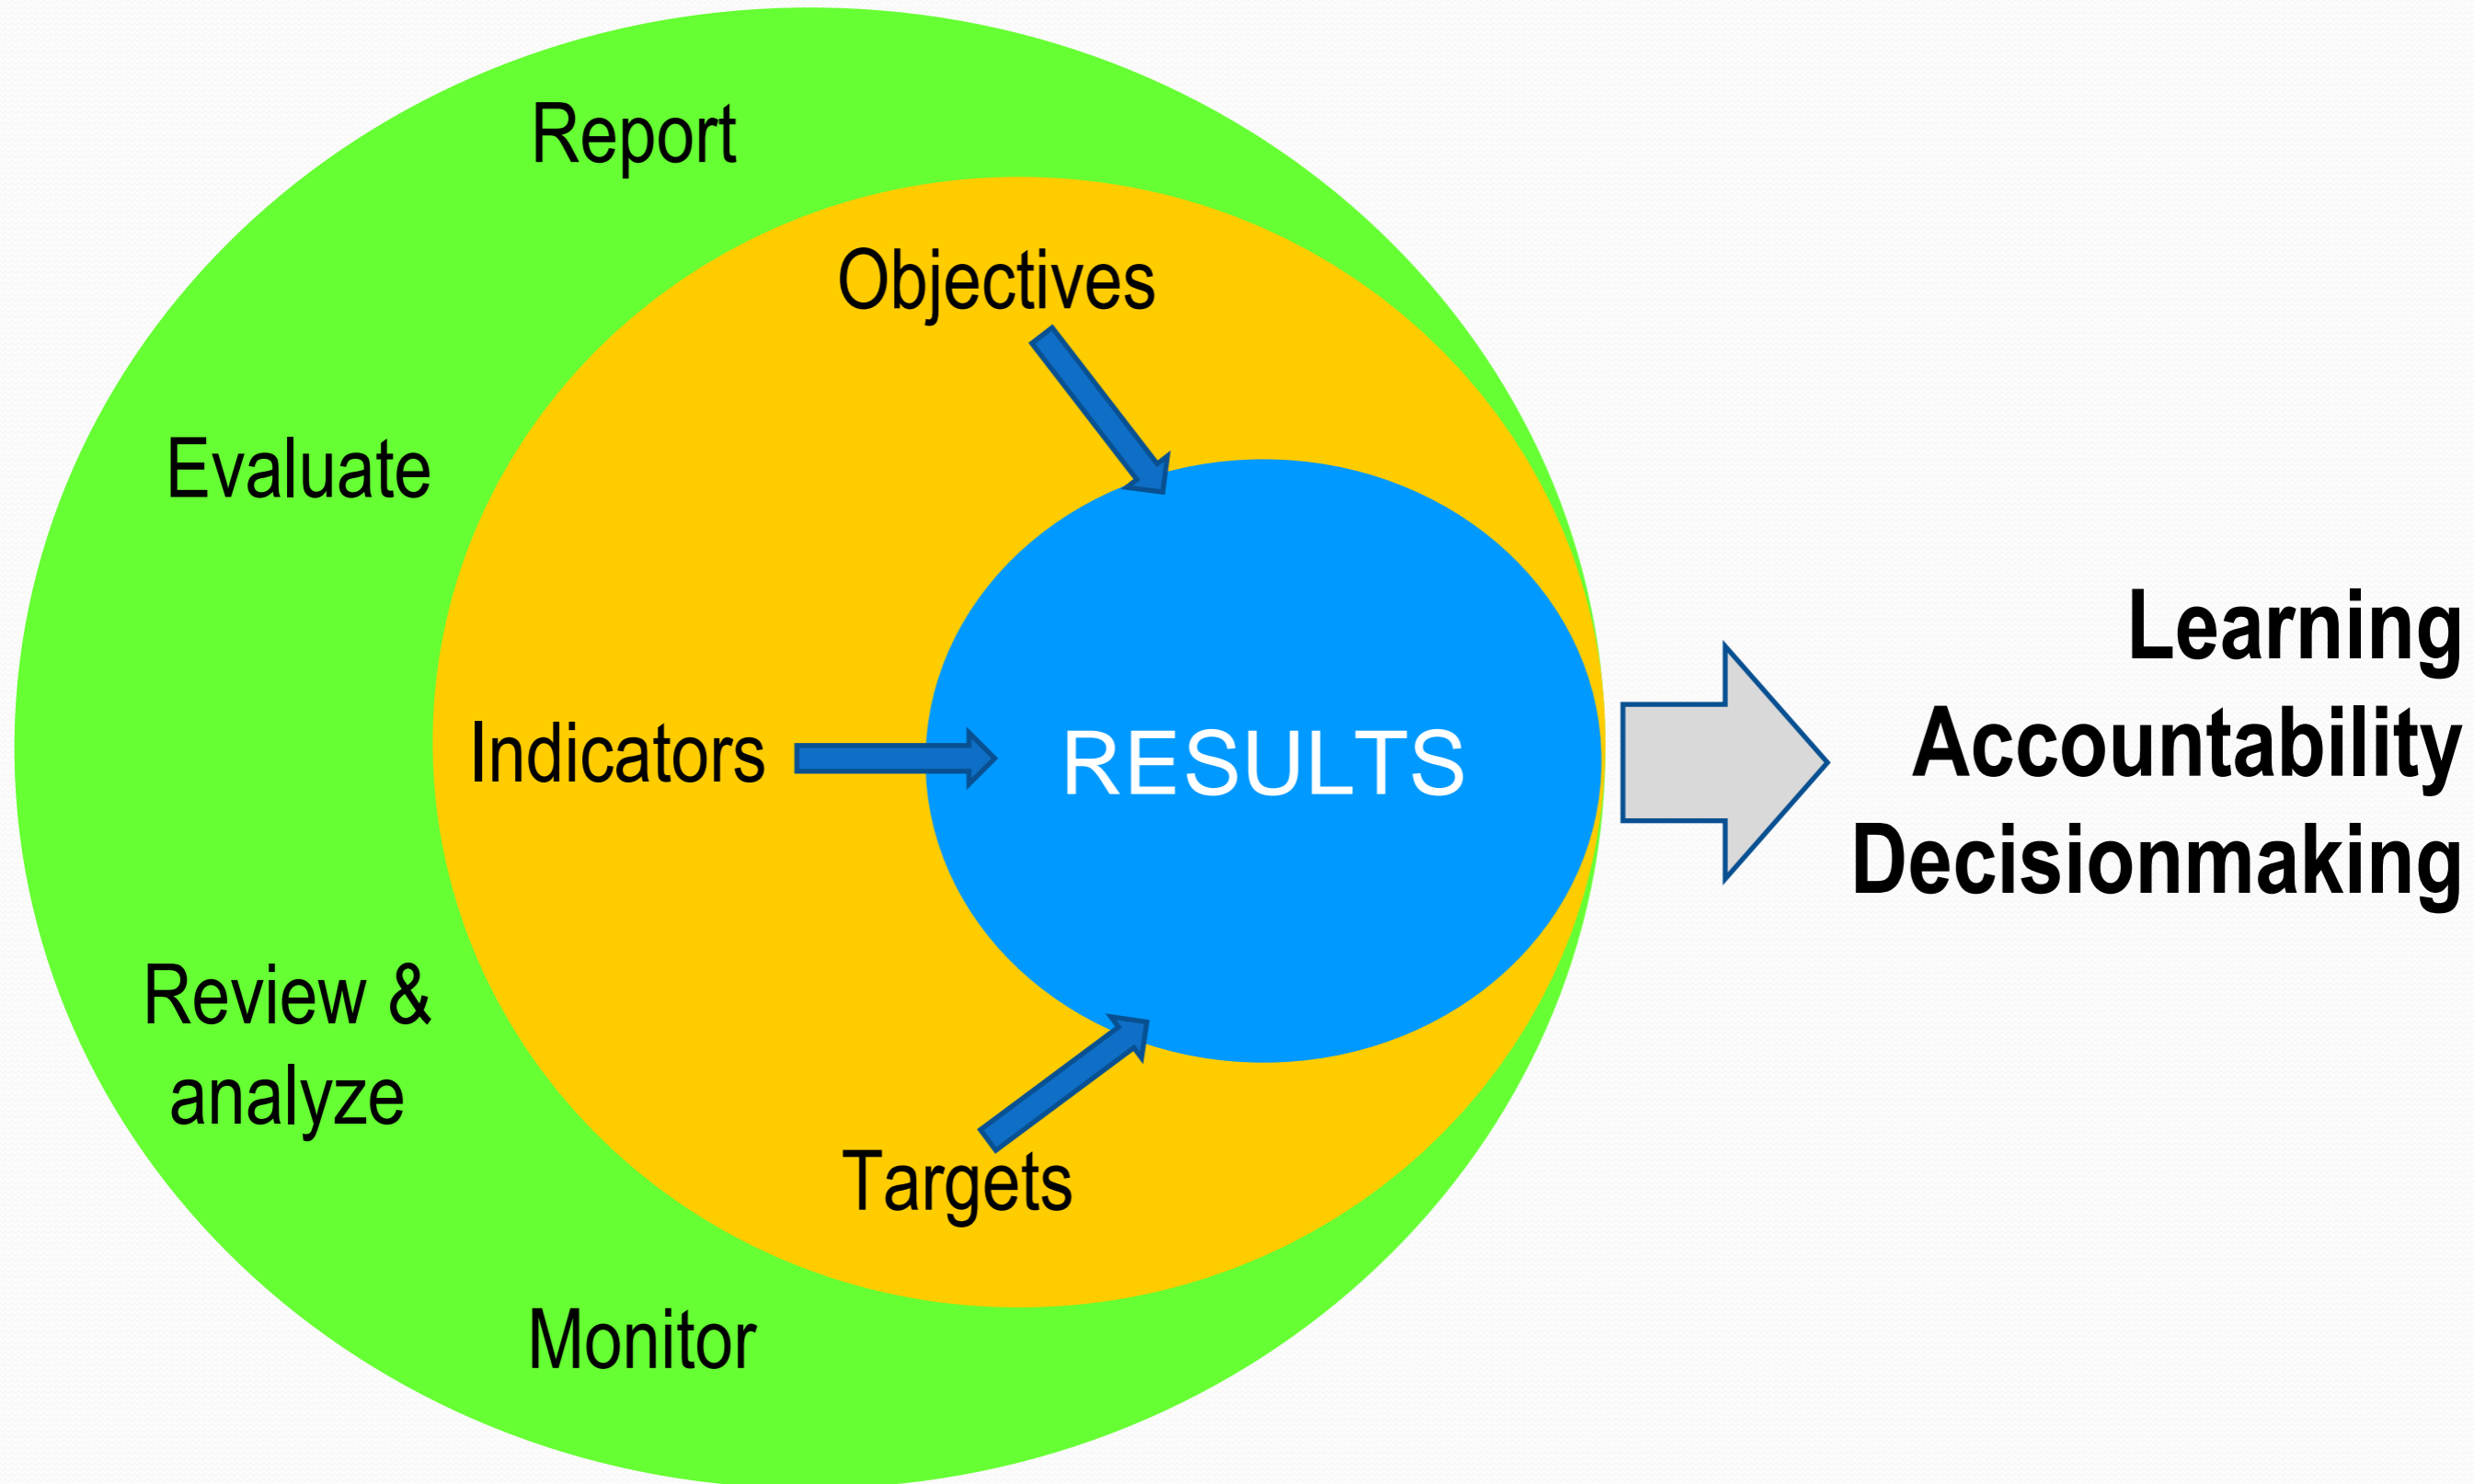 Report
Objectives
Evaluate
Indicators
RESULTS
Review &
analyze
Targets
Monitor
Learning
Accountability
Decisionmaking